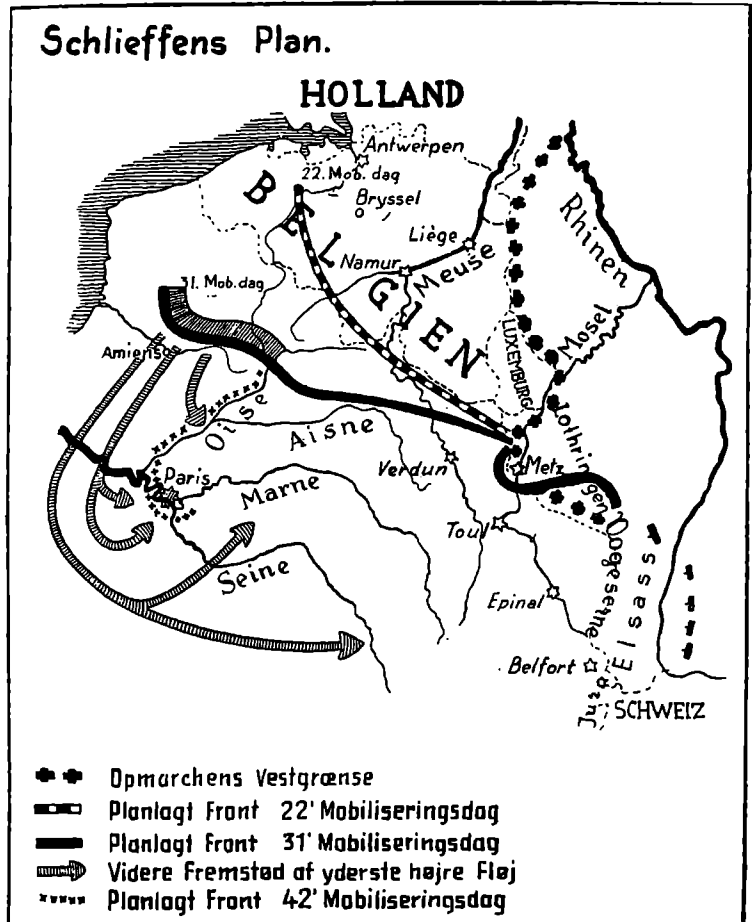 Schlieffens Plan.
HOLLAND
Antwerpen
22. Mob. dag
Bryssel
BELGIEN
Liège
Namur
Meuse
Rhinen
31. Mob. dag
LUXEMBURG
Mosel
Amiens
Oise
Aisne
Lothringen
Verdun
Metz
Paris
Marne
Toul
Vogeserne
Seine
Elsass
Epinal
Belfort
Jura
SCHWEIZ
Opmarchens Vestgrænse
Planlagt Front 22' Mobiliseringsdag
Planlagt Front 31' Mobiliseringsdag
Videre Fremstød af yderste højre Fløj
Planlagt Front 42' Mobiliseringsdag